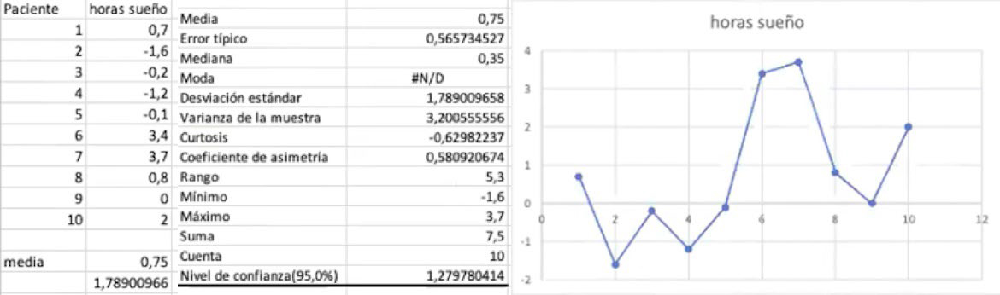 Paciente horas sueño
1 0,7
2 -1,6
3 -0,2
4 -1,2
5 -0,1
6 3,4
7 3,7
8 0,8
9 0
10 2
media 0,75
1,78900966
Media 0,75
Error típico 0,565734527
Mediana 0,35
Moda #N/D
Desviación estándar 1,789009658
Varianza de la muestra 3,200555556
Curtosis -0,62982237
Coeficiente de asimetría 0,580920674
Rango 5,3
Mínimo -1,6
Máximo 3,7
Suma 7,5
Cuenta 10
Nivel de confianza(95,0%) 1,279780414
horas sueño
4
3
2
1
0
-1
-2
0 2 4 6 8 10 12